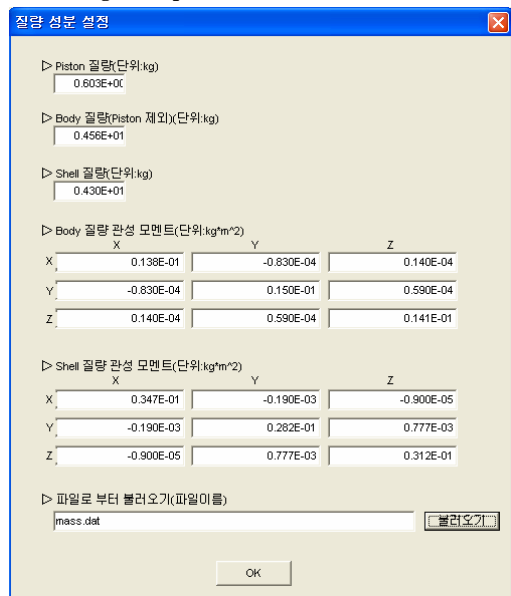 질량 성분 설정
▷ Piston 질량(단위:kg)
0.603E+00
▷ Body 질량(Piston 제외)(단위:kg)
0.456E+01
▷ Shell 질량(단위:kg)
0.430E+01
▷ Body 질량 관성 모멘트(단위:kg*m^2)
X Y Z
X 0.138E-01 -0.830E-04 0.140E-04
Y -0.830E-04 0.150E-01 0.590E-04
Z 0.140E-04 0.590E-04 0.141E-01
▷ Shell 질량 관성 모멘트(단위:kg*m^2)
X Y Z
X 0.347E-01 -0.190E-03 -0.900E-05
Y -0.190E-03 0.282E-01 0.777E-03
Z -0.900E-05 0.777E-03 0.312E-01
▷ 파일로 부터 불러오기(파일이름)
mass.dat 불러오기
OK